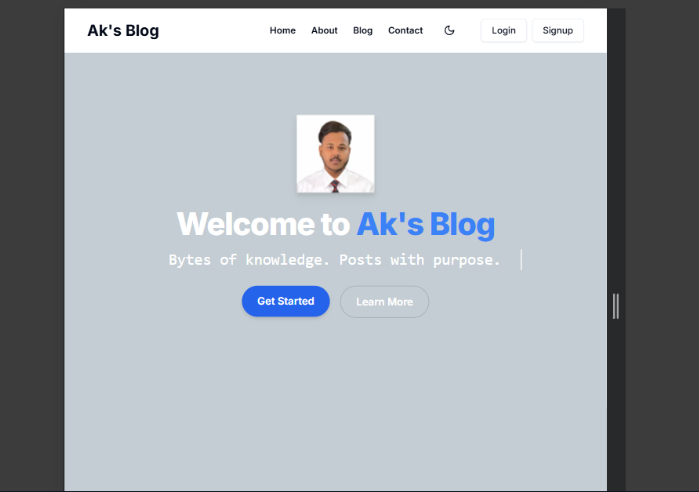 Ak's Blog
Home About Blog Contact Login Signup
Welcome to Ak's Blog
Bytes of knowledge. Posts with purpose.
Get Started Learn More